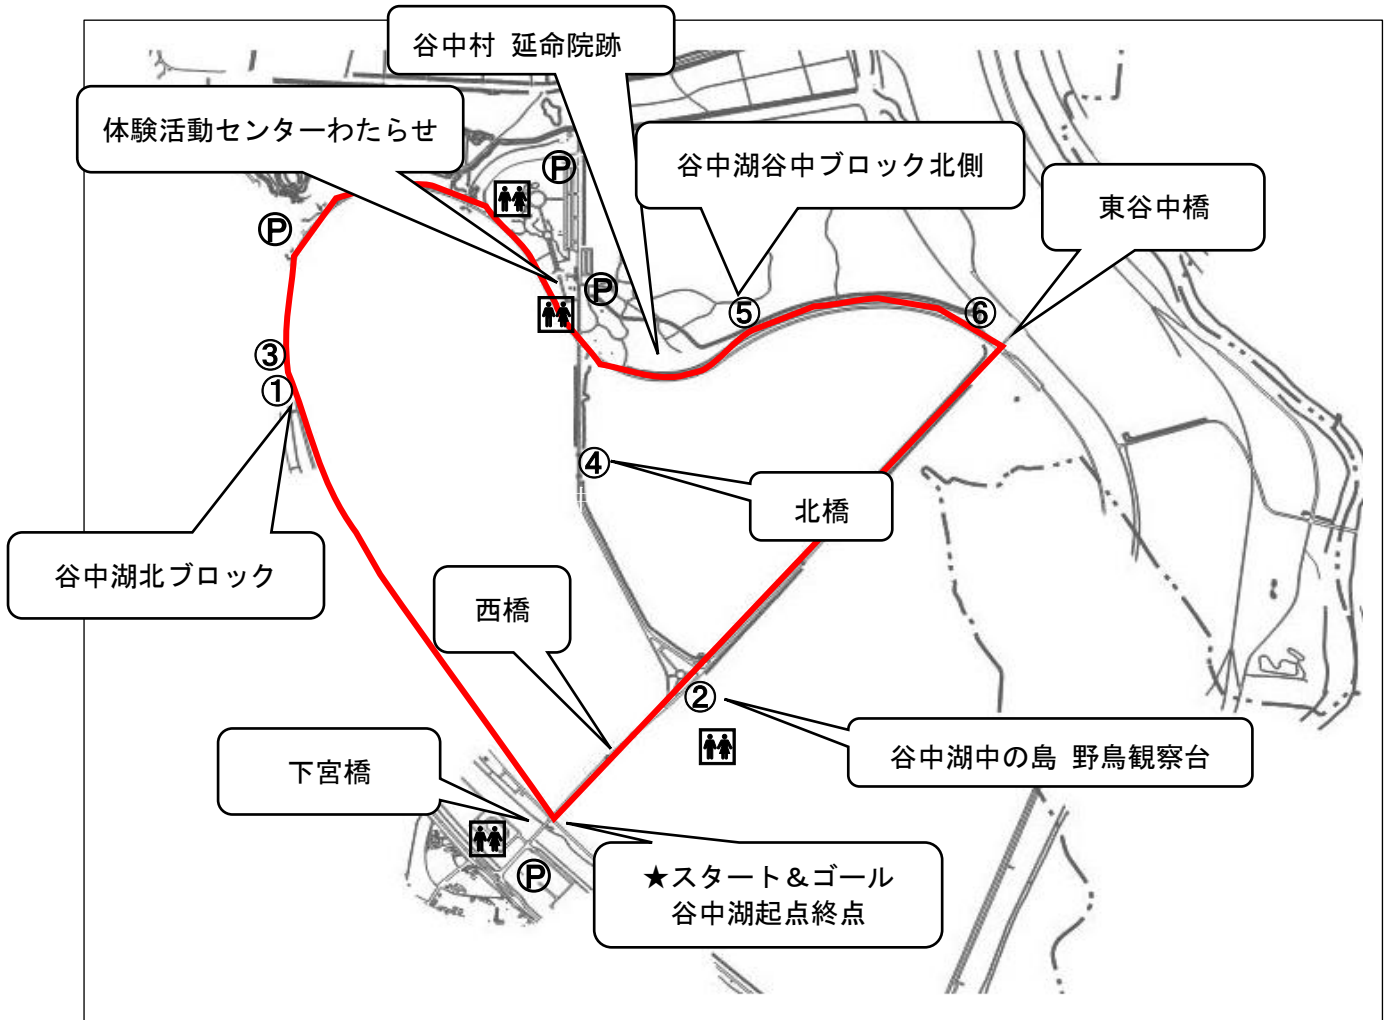 谷中村 延命院跡
体験活動センターわたらせ
谷中湖谷中ブロック北側
東谷中橋
Ⓟ
Ⓟ
Ⓟ
⑤
⑥
③
①
④
北橋
谷中湖北ブロック
西橋
②
谷中湖中の島 野鳥観察台
下宮橋
Ⓟ
★スタート＆ゴール
谷中湖起点終点